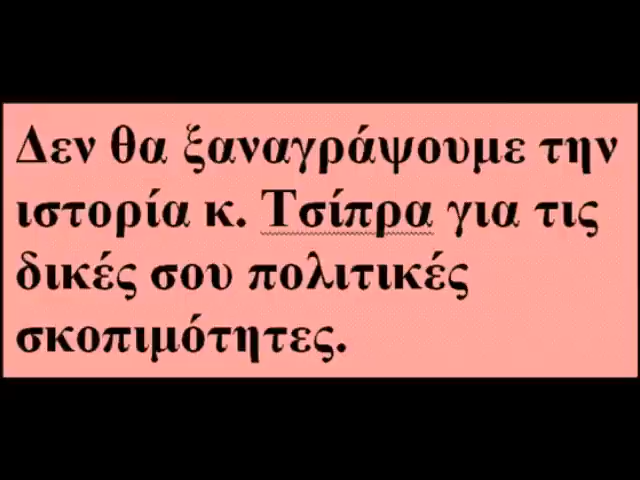 Δεν θα ξαναγράψουμε την
ιστορία κ. Τσίπρα για τις
δικές σου πολιτικές
σκοπιμότητες.